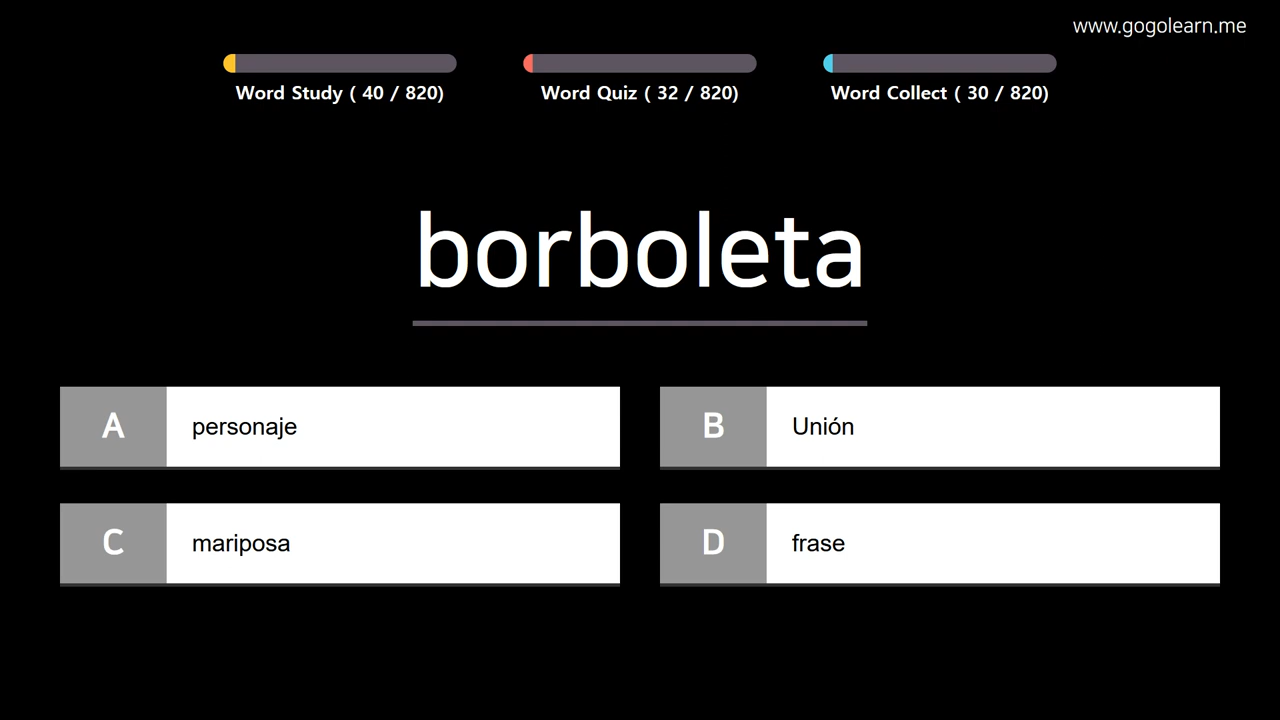 www.gogolearn.me
Word Study ( 40 / 820)
Word Quiz ( 32 / 820)
Word Collect ( 30 / 820)
borboleta
A personaje
B Unión
C mariposa
D frase